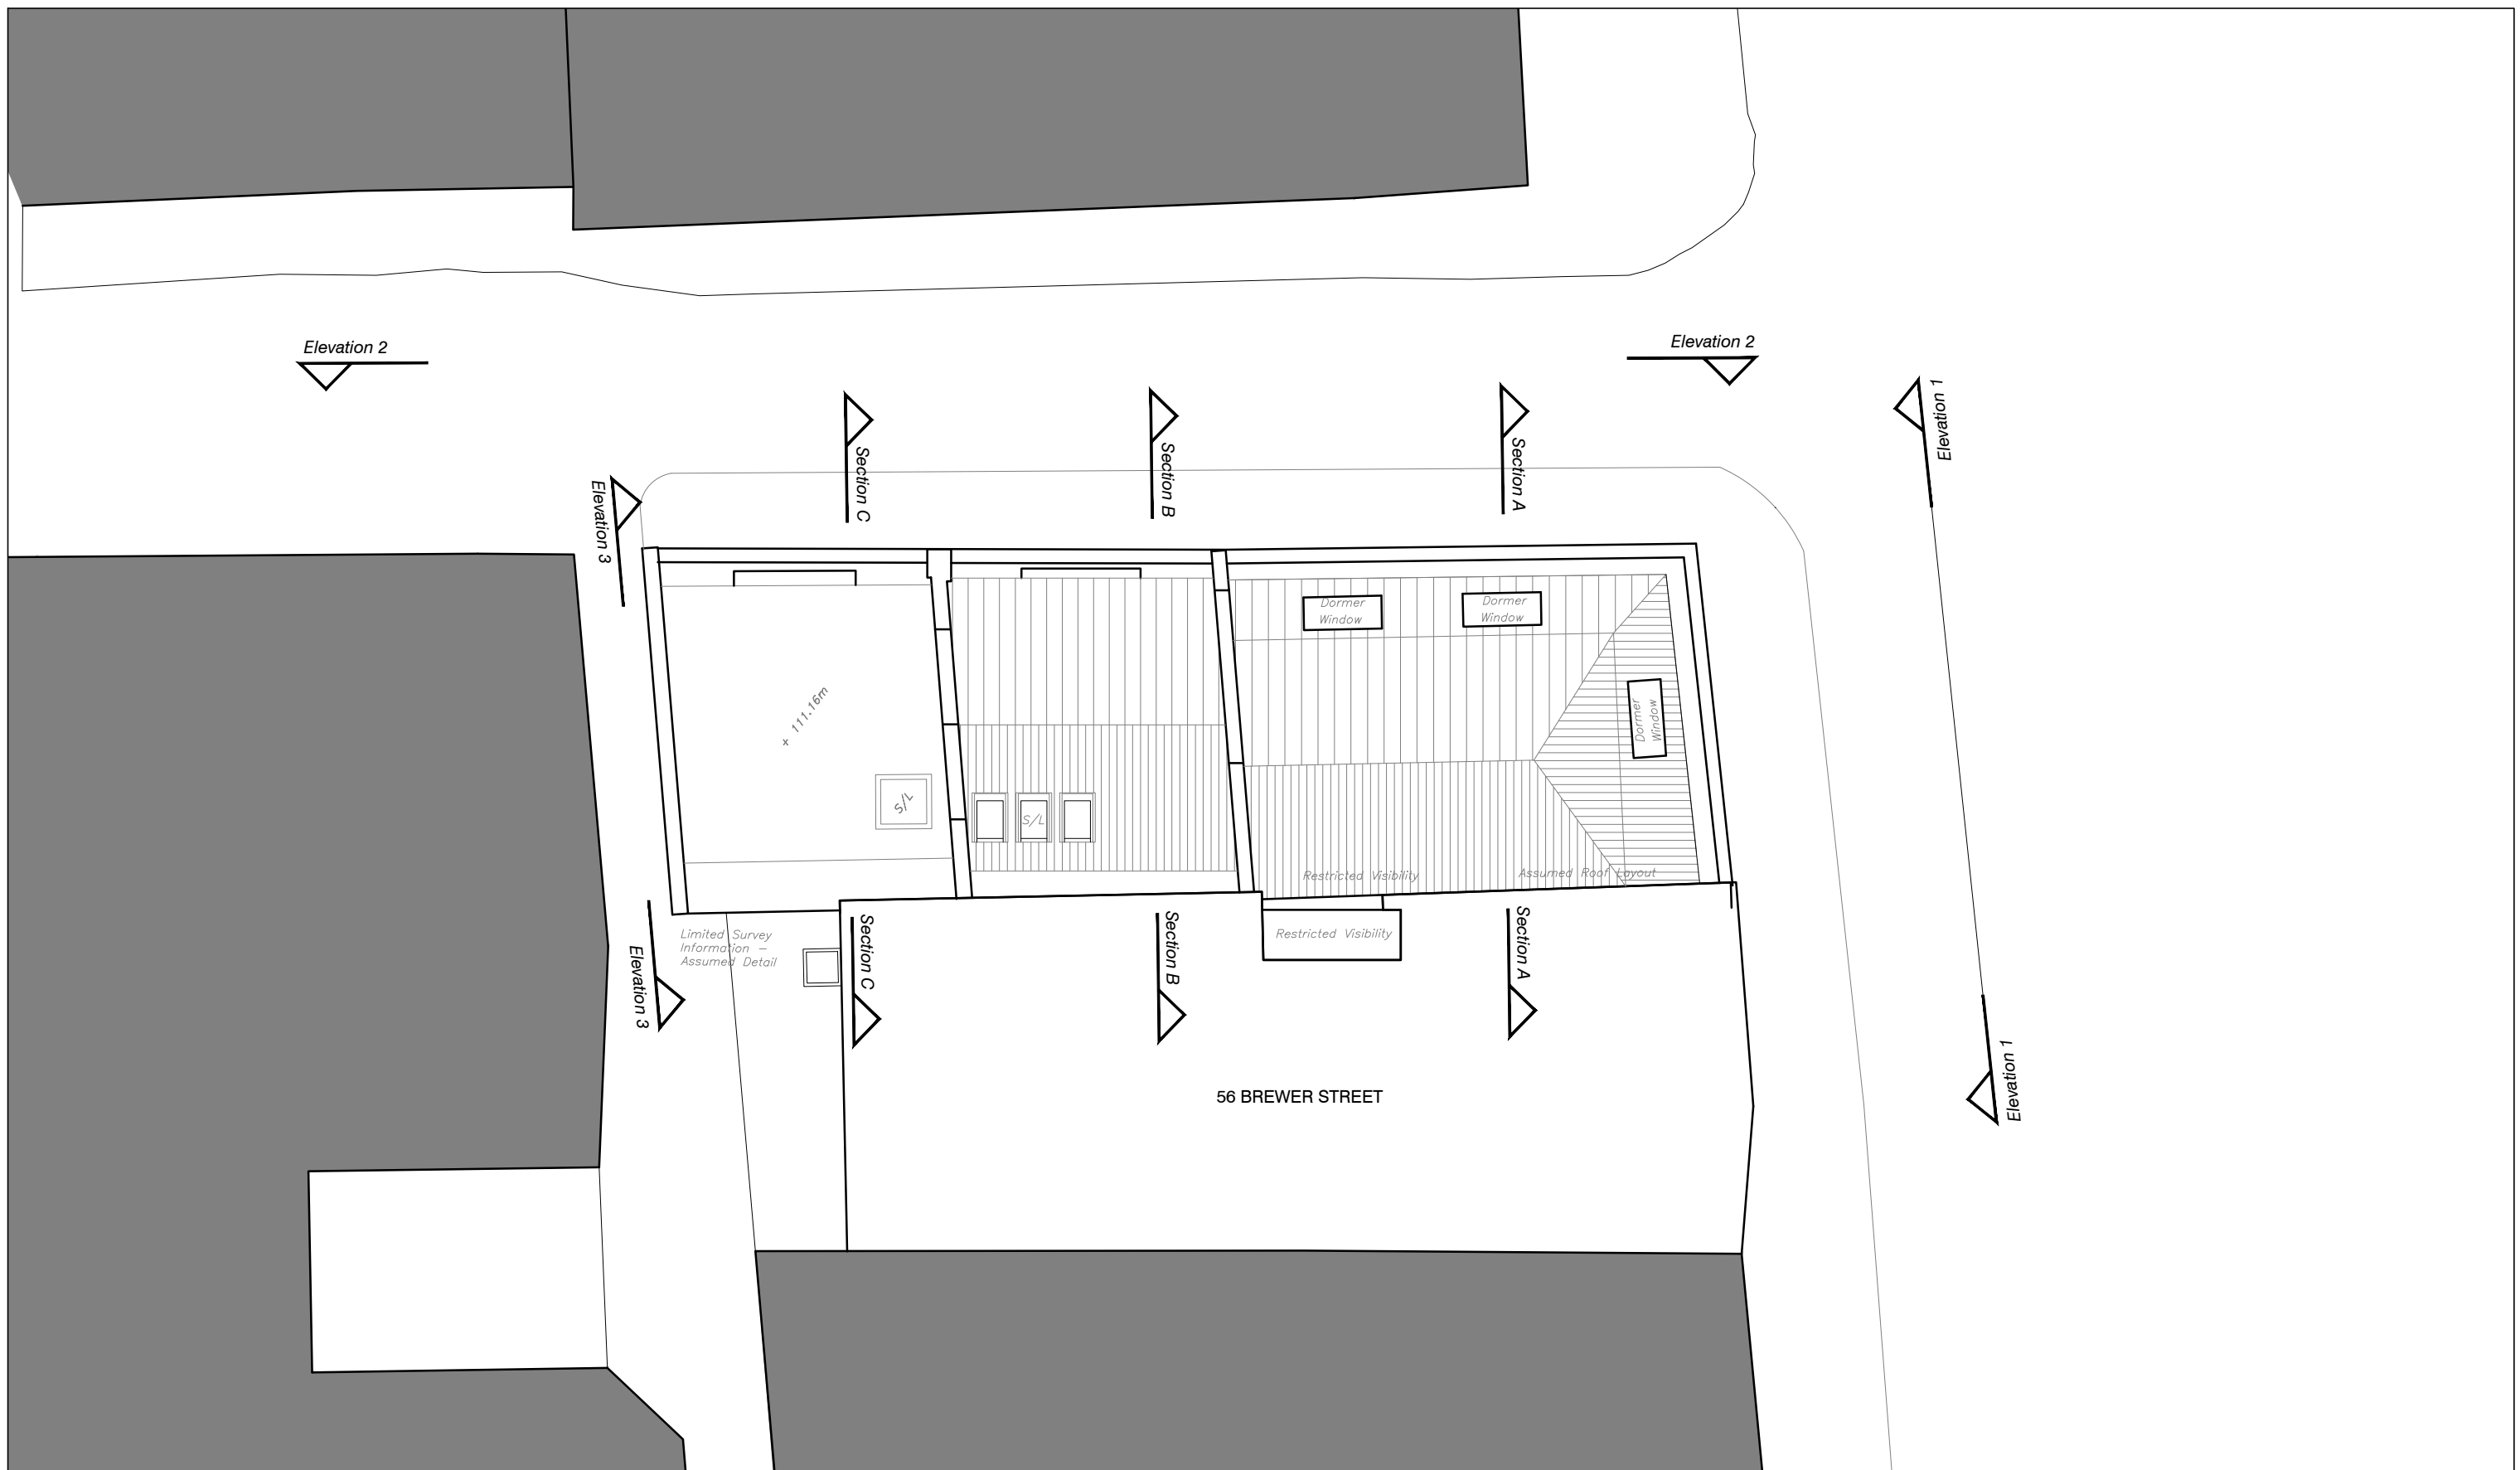 Elevation 2
Elevation 2
Elevation 1
Section C
Section B
Section A
Elevation 3
Dormer
Window
Dormer
Window
+ 111.16m
Dormer
Window
S/L
S/L
Restricted Visibility
Assumed Roof Layout
Limited Survey
Information –
Assumed Detail
Restricted Visibility
Section C
Section B
Section A
Elevation 3
Elevation 1
56 BREWER STREET